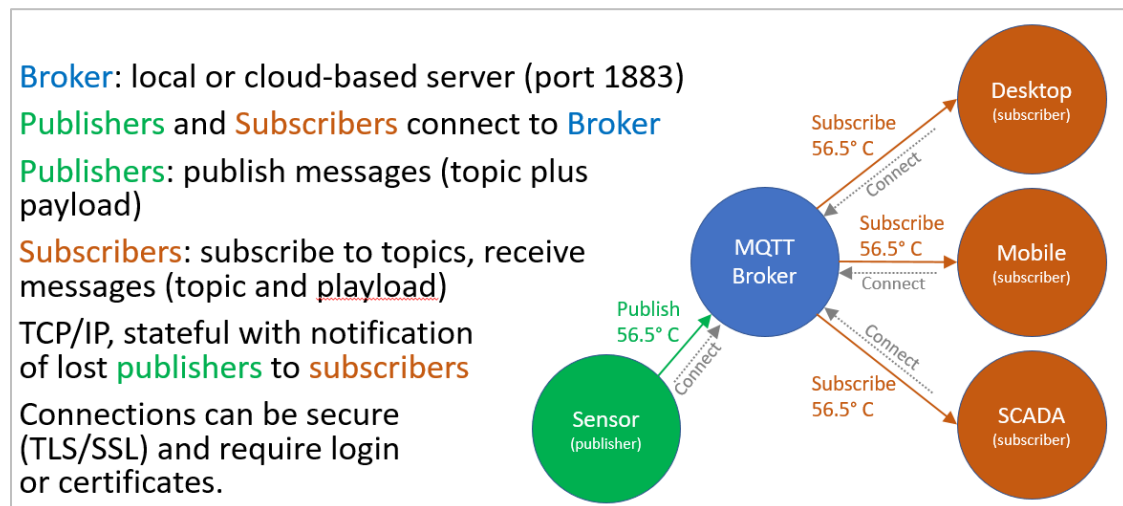 Broker: local or cloud-based server (port 1883)
Publishers and Subscribers connect to Broker
Publishers: publish messages (topic plus
payload)
Subscribers: subscribe to topics, receive
messages (topic and playload)
TCP/IP, stateful with notification
of lost publishers to subscribers
Connections can be secure
(TLS/SSL) and require login
or certificates.
Desktop
(subscriber)
Subscribe
56.5° C
Connect
MQTT
Broker
Subscribe
56.5° C
Connect
Mobile
(subscriber)
Publish
56.5° C
Connect
Sensor
(publisher)
Connect
Subscribe
56.5° C
SCADA
(subscriber)